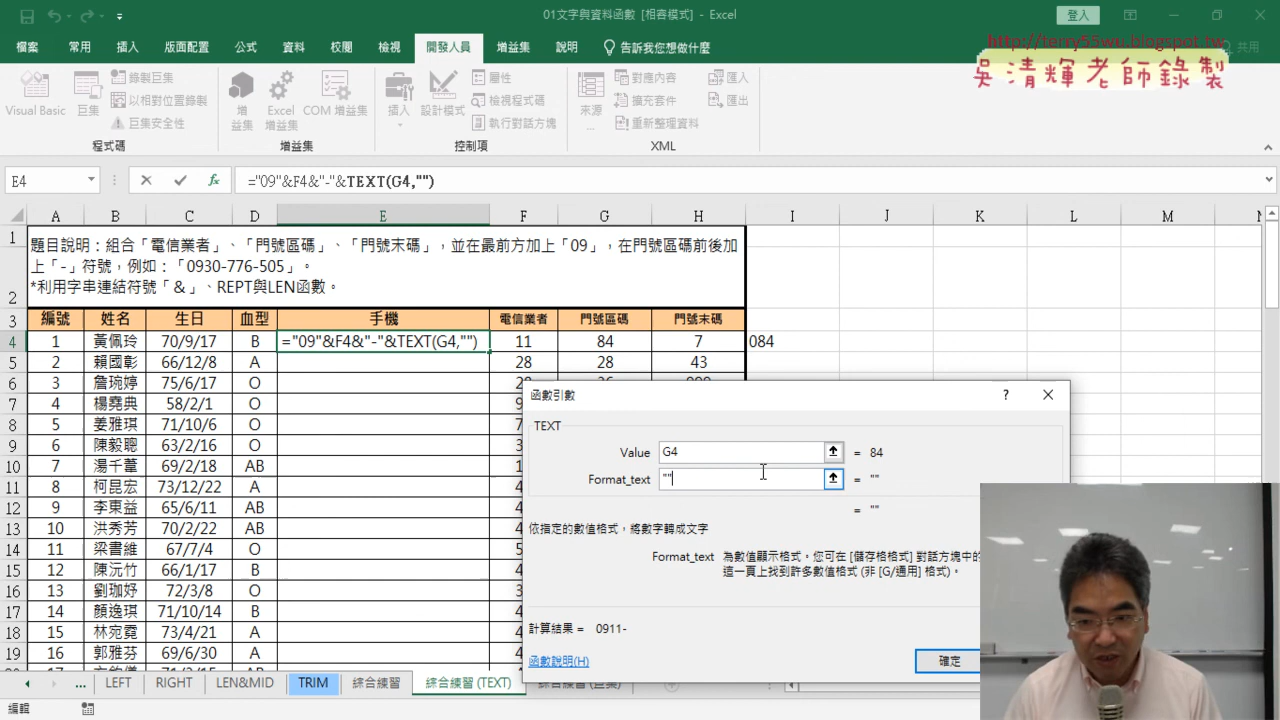 01文字與資料函數 [相容模式] - Excel
登入
檔案 常用 插入 版面配置 公式 資料 校閱 檢視 開發人員 增益集 說明 告訴我您想做什麼 共用
http://terry55wu.blogspot.tw
吳清輝老師錄製
Visual Basic 巨集 錄製巨集 以相對位置錄製 巨集安全性
增益集 Excel 增益集 COM 增益集
插入 設計模式 屬性 檢視程式碼 執行對話方塊
來源 對應內容 擴充套件 重新整理資料 匯入 匯出
程式碼 增益集 控制項 XML
E4 fx ="09"&F4&"-"&TEXT(G4,"")
A B C D E F G H I J K L M
1 題目說明：組合「電信業者」、「門號區碼」、「門號末碼」，並在最前方加上「09」，在門號區碼前後加
上「-」符號，例如：「0930-776-505」。
2 *利用字串連結符號「&」、REPT與LEN函數。
3 編號 姓名 生日 血型 手機 電信業者 門號區碼 門號末碼
4 1 黃佩玲 70/9/17 B ="09"&F4&"-"&TEXT(G4,"") 11 84 7 084
5 2 賴國彰 66/12/8 A 28 28 43
6 3 詹琬婷 75/6/17 O
7 4 楊堯典 58/2/1 O
8 5 姜雅琪 71/10/6 O
9 6 陳毅聰 63/2/16 O
10 7 湯千蕙 69/2/18 AB
11 8 柯昆宏 73/12/22 A
12 9 李東益 65/6/11 AB
13 10 洪秀芳 70/2/22 AB
14 11 梁書維 67/7/4 O
15 12 陳沅竹 66/1/17 B
16 13 劉珈妤 72/3/8 O
17 14 顏逸琪 71/10/14 B
18 15 林宛霓 73/4/21 A
19 16 郭雅芬 69/3/26 O
函數引數 ?
TEXT
Value G4 = 84
Format_text "" = ""
= ""
依指定的數值格式，將數字轉成文字
Format_text 為數值顯示格式。您可在 [儲存格格式] 對話方塊中的
這一頁上找到許多數值格式 (非 [G/通用] 格式)。
計算結果 = 0911-
函數說明(H)
確定
... LEFT RIGHT LEN&MID TRIM 綜合練習 綜合練習 (TEXT)
編輯